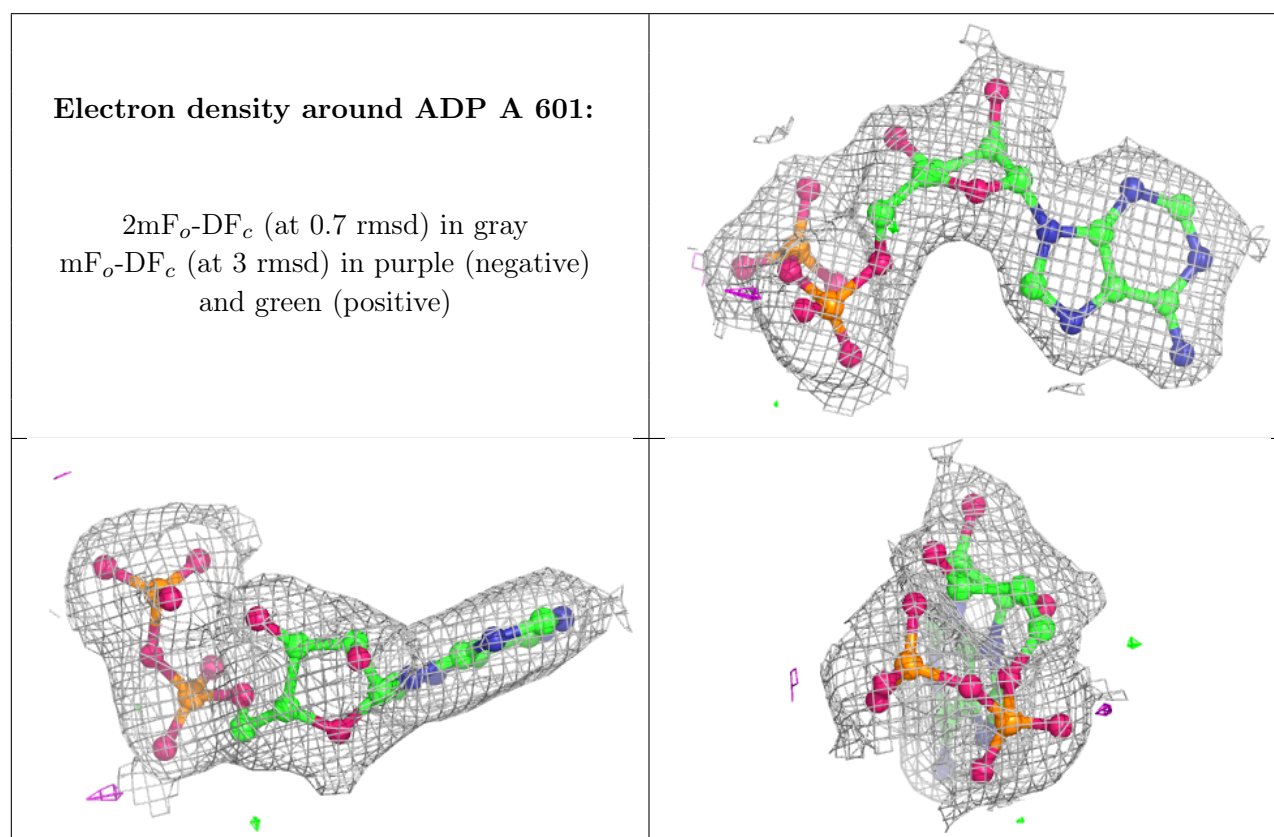 Electron density around ADP A 601:
2mFo-DFc (at 0.7 rmsd) in gray
mFo-DFc (at 3 rmsd) in purple (negative)
and green (positive)